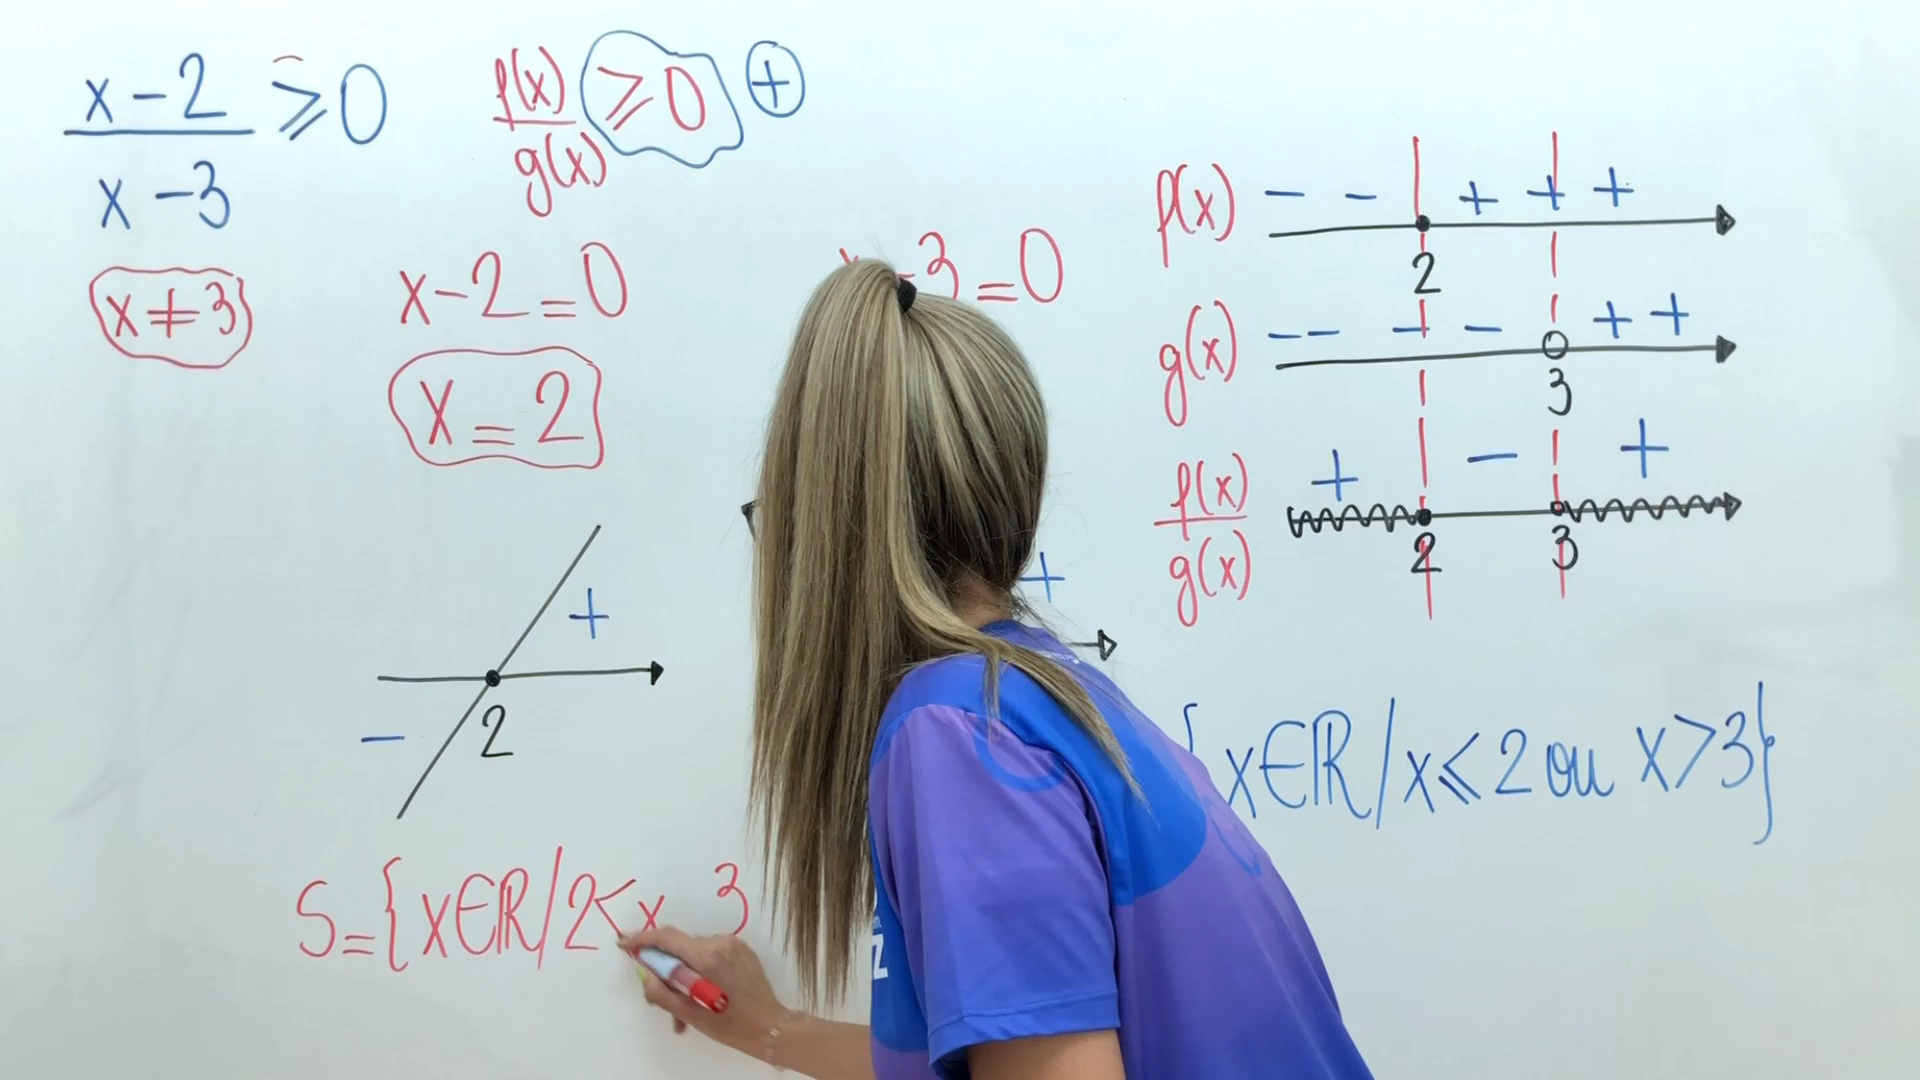 x-2/x-3 ≥ 0
x ≠ 3
f(x)/g(x) ≥ 0 +
x-2=0
x = 2
-3=0
- 2 +
+
f(x) - - + + +
2
g(x) -- - - + +
3
f(x)/g(x) + - +
2 3
{x∈ℝ/x≤2 ou x>3}
S={x∈ℝ/2<x 3
Z